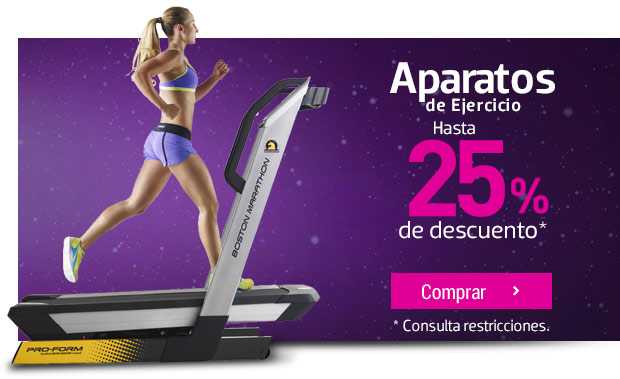 Aparatos
de Ejercicio
Hasta
25%
de descuento*
Comprar
* Consulta restricciones.
BOSTON MARATHON
PRO-FORM